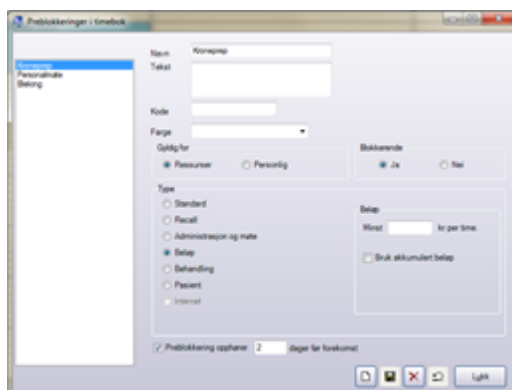 Preblokkeringer i timebok
Kroneprep
Personalmøte
Navn Kroneprep
Tekst
Kode
Farge
Gyldig for
Ressurser Personlig
Blokkerende
Ja Nei
Type
Standard
Recall
Administrasjon og møte
Beløp
Behandling
Pasient
Internet
Beløp
Minst kr per time.
Bruk akkumulert beløp
Preblokkering opphører 2 dager før forekomst
Lukk